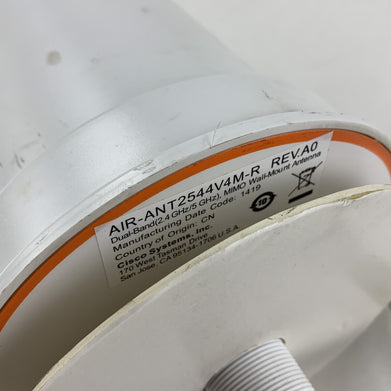 AIR-ANT2544V4M-R REV.A0
Dual-Band(2.4 GHz/5 GHz), MIMO Wall-Mount Antenna
Manufacturing Date Code: 1419
Country of Origin: CN
Cisco Systems, Inc.
170 West Tasman Drive
San Jose, CA 95134-1706 U.S.A.